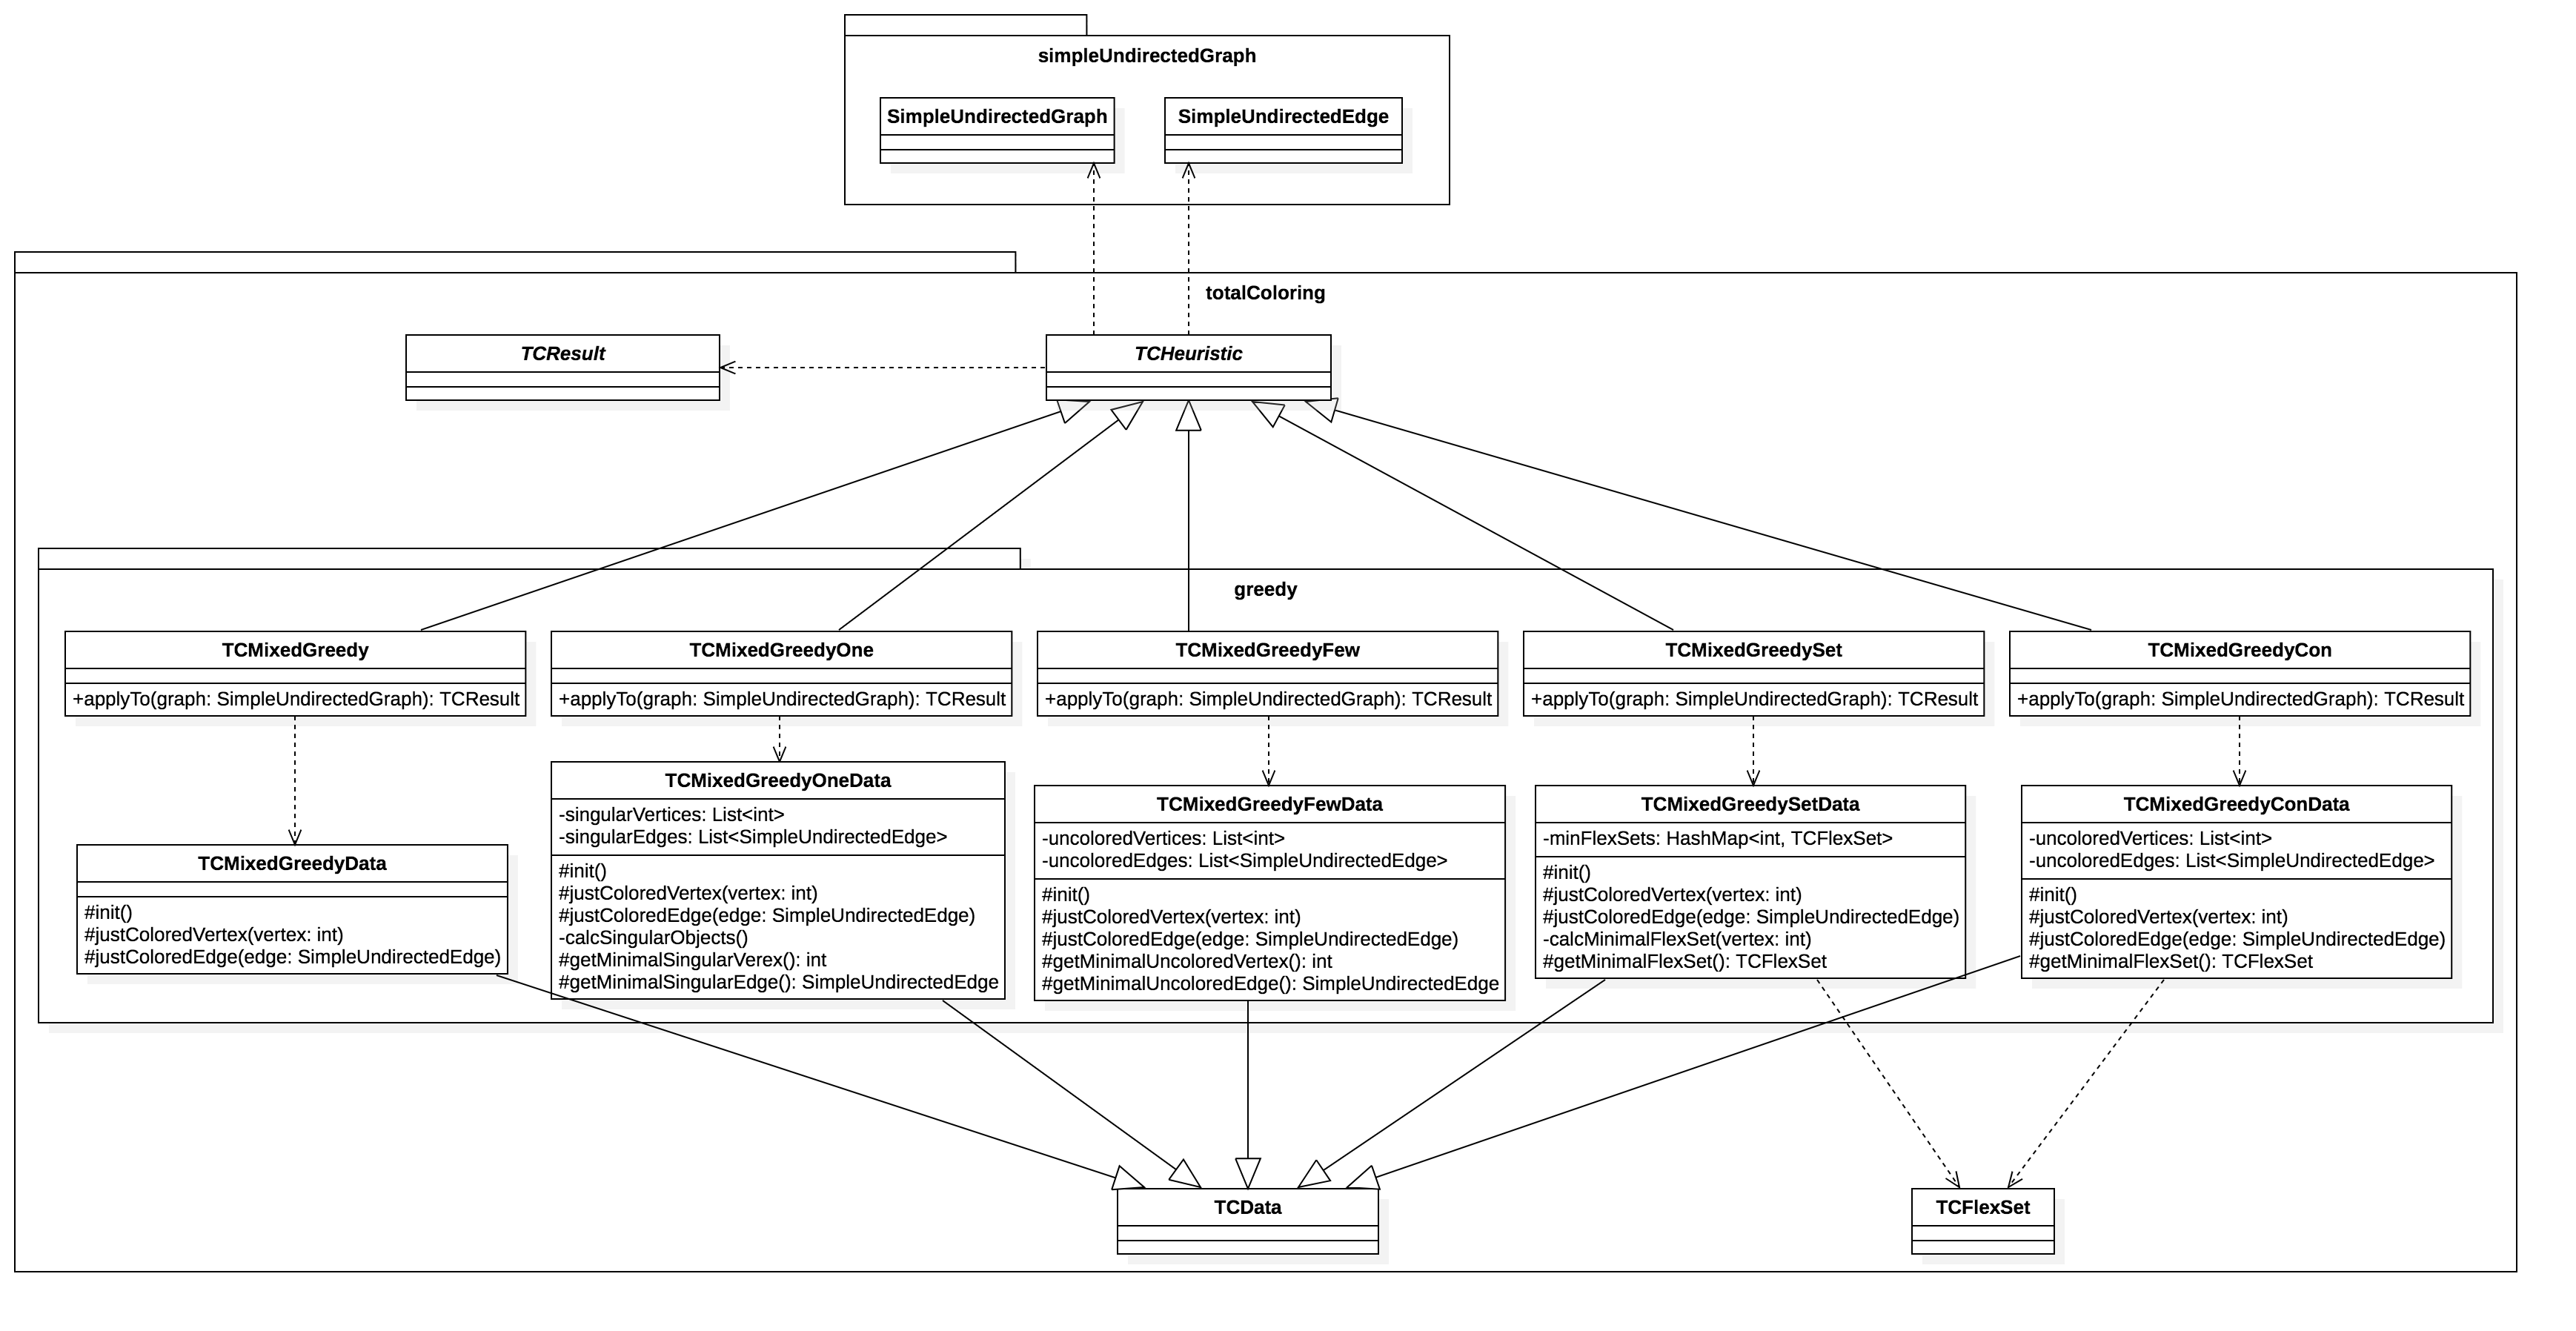 simpleUndirectedGraph
SimpleUndirectedGraph
SimpleUndirectedEdge
totalColoring
TCResult
TCHeuristic
greedy
TCMixedGreedy
+applyTo(graph: SimpleUndirectedGraph): TCResult
TCMixedGreedyOne
+applyTo(graph: SimpleUndirectedGraph): TCResult
TCMixedGreedyFew
+applyTo(graph: SimpleUndirectedGraph): TCResult
TCMixedGreedySet
+applyTo(graph: SimpleUndirectedGraph): TCResult
TCMixedGreedyCon
+applyTo(graph: SimpleUndirectedGraph): TCResult
TCMixedGreedyData
#init()
#justColoredVertex(vertex: int)
#justColoredEdge(edge: SimpleUndirectedEdge)
TCMixedGreedyOneData
-singularVertices: List<int>
-singularEdges: List<SimpleUndirectedEdge>
#init()
#justColoredVertex(vertex: int)
#justColoredEdge(edge: SimpleUndirectedEdge)
-calcSingularObjects()
#getMinimalSingularVerex(): int
#getMinimalSingularEdge(): SimpleUndirectedEdge
TCMixedGreedyFewData
-uncoloredVertices: List<int>
-uncoloredEdges: List<SimpleUndirectedEdge>
#init()
#justColoredVertex(vertex: int)
#justColoredEdge(edge: SimpleUndirectedEdge)
#getMinimalUncoloredVertex(): int
#getMinimalUncoloredEdge(): SimpleUndirectedEdge
TCMixedGreedySetData
-minFlexSets: HashMap<int, TCFlexSet>
#init()
#justColoredVertex(vertex: int)
#justColoredEdge(edge: SimpleUndirectedEdge)
-calcMinimalFlexSet(vertex: int)
#getMinimalFlexSet(): TCFlexSet
TCMixedGreedyConData
-uncoloredVertices: List<int>
-uncoloredEdges: List<SimpleUndirectedEdge>
#init()
#justColoredVertex(vertex: int)
#justColoredEdge(edge: SimpleUndirectedEdge)
#getMinimalFlexSet(): TCFlexSet
TCData
TCFlexSet